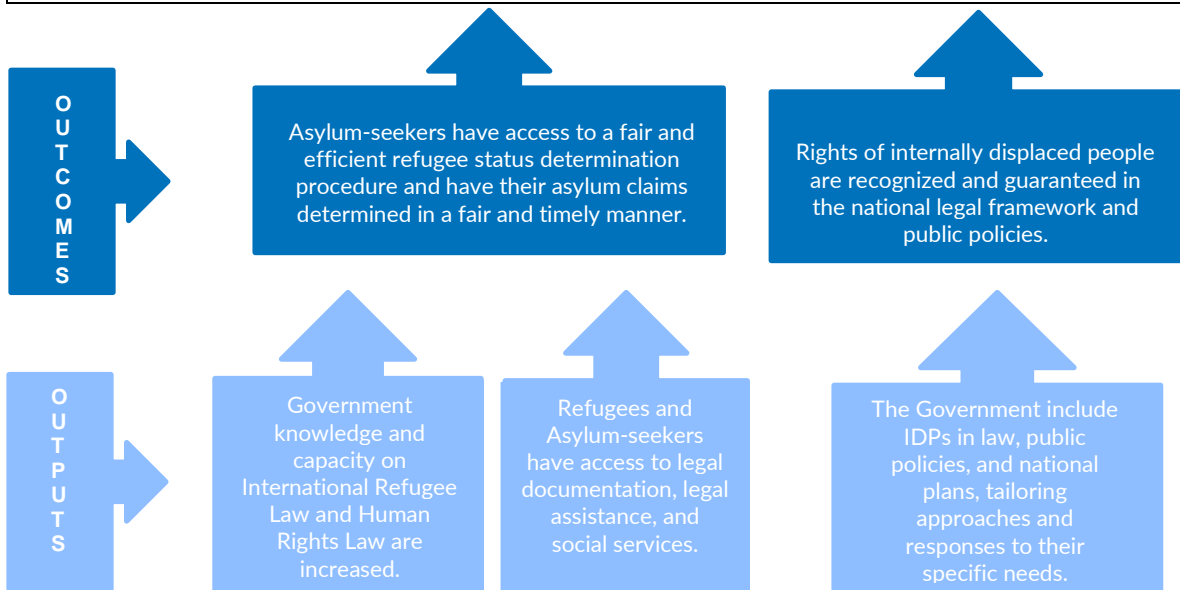 OUTCOMES
Asylum-seekers have access to a fair and
efficient refugee status determination
procedure and have their asylum claims
determined in a fair and timely manner.
Rights of internally displaced people
are recognized and guaranteed in
the national legal framework and
public policies.
OUTPUTS
Government
knowledge and
capacity on
International Refugee
Law and Human
Rights Law are
increased.
Refugees and
Asylum-seekers
have access to legal
documentation, legal
assistance, and
social services.
The Government include
IDPs in law, public
policies, and national
plans, tailoring
approaches and
responses to their
specific needs.